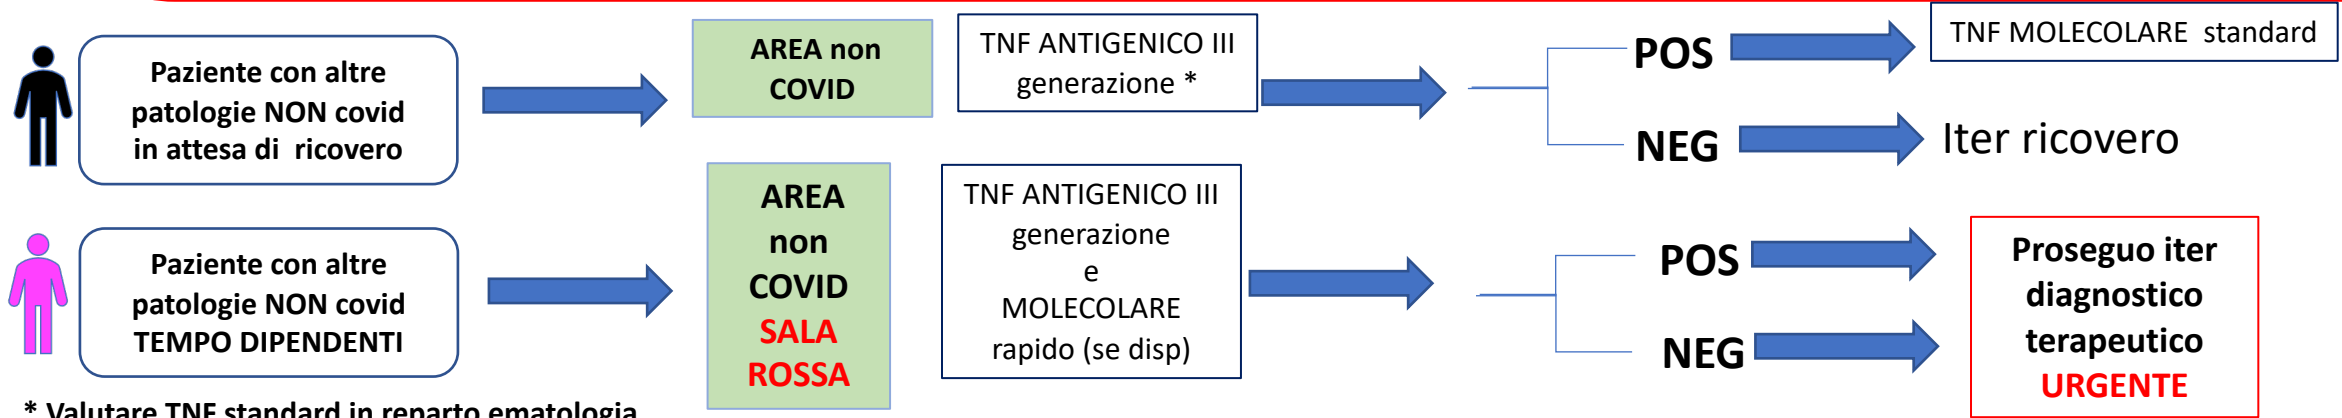 Paziente con altre
patologie NON covid
in attesa di ricovero
AREA non
COVID
TNF ANTIGENICO III
generazione *
POS
TNF MOLECOLARE standard
NEG
Iter ricovero
Paziente con altre
patologie NON covid
TEMPO DIPENDENTI
AREA
non
COVID
SALA
ROSSA
TNF ANTIGENICO III
generazione
e
MOLECOLARE
rapido (se disp)
POS
NEG
Proseguo iter
diagnostico
terapeutico
URGENTE
* Valutare TNF standard in reparto ematologia